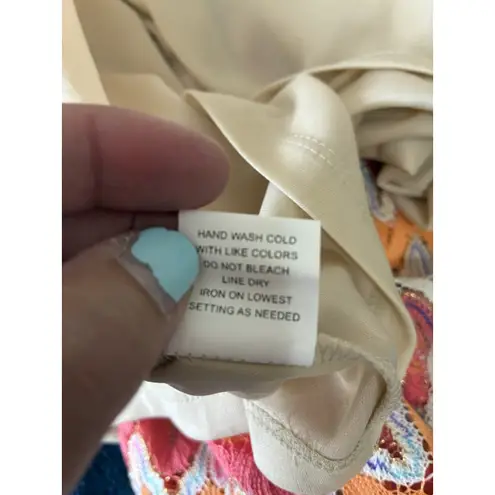 HAND WASH COLD
WITH LIKE COLORS
DO NOT BLEACH
LINE DRY
IRON ON LOWEST
SETTING AS NEEDED